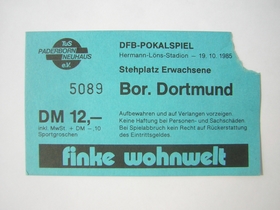 TuS
PADERBORN
NEUHAUS
e.V.
DFB-POKALSPIEL
Hermann-Löns-Stadion – 19. 10. 1985
Stehplatz Erwachsene
5089
Bor. Dortmund
DM 12,—
inkl. MwSt. + DM -.10
Sportgroschen
Aufbewahren und auf Verlangen vorzeigen
Keine Haftung bei Personen- und Sachschäden
Bei Spielabbruch kein Recht auf Rückerstattung
des Eintrittsgeldes.
finke wohnwelt